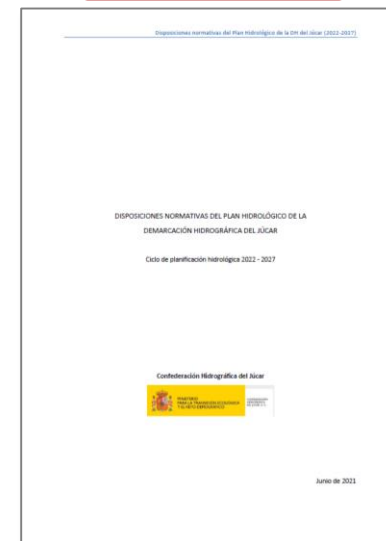 Disposiciones normativas del Plan Hidrológico de la DH del Júcar (2022-2027)
DISPOSICIONES NORMATIVAS DEL PLAN HIDROLÓGICO DE LA
DEMARCACIÓN HIDROGRÁFICA DEL JÚCAR
Ciclo de planificación hidrológica 2022 - 2027
Confederación Hidrográfica del Júcar
MINISTERIO
PARA LA TRANSICIÓN ECOLÓGICA
Y EL RETO DEMOGRÁFICO
Junio de 2021